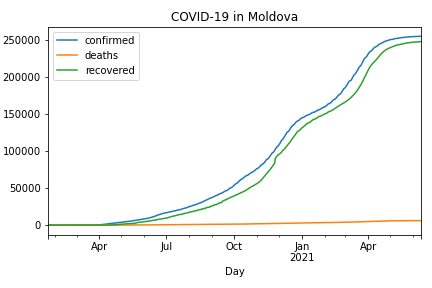 COVID-19 in Moldova
confirmed
deaths
recovered
250000
200000
150000
100000
50000
0
Apr
Jul
Oct
Jan
2021
Apr
Day